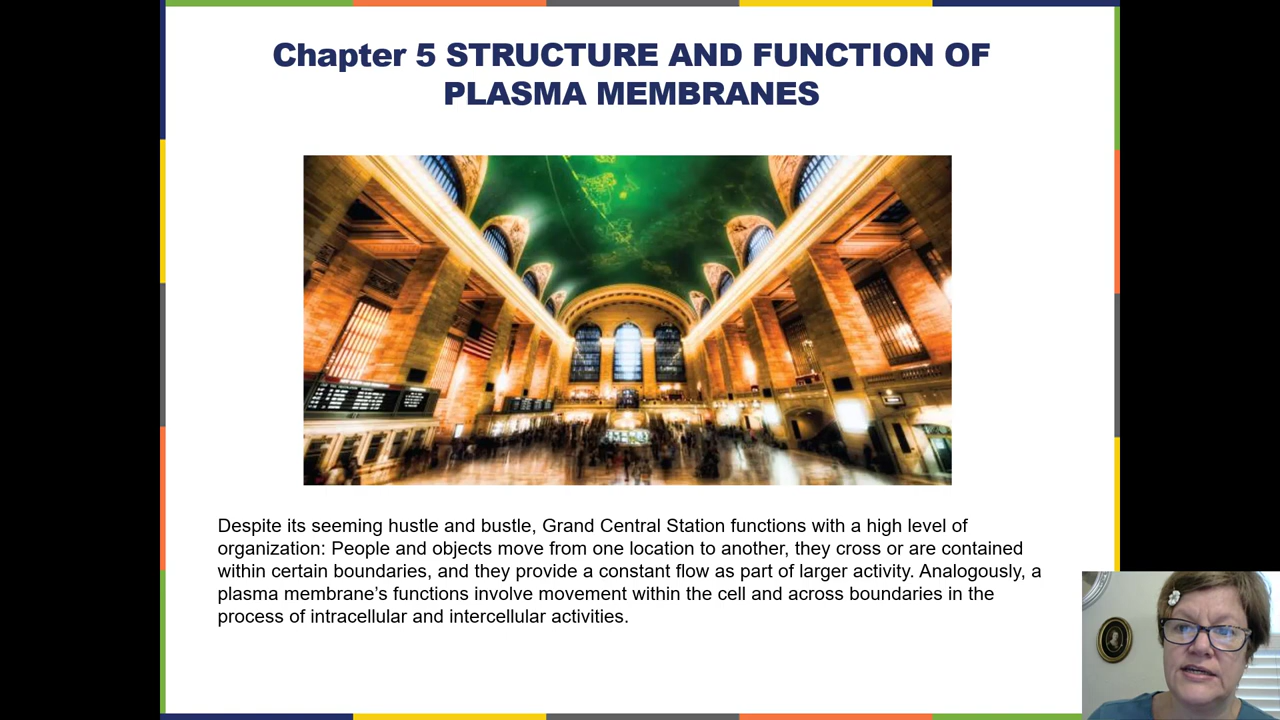 Chapter 5 STRUCTURE AND FUNCTION OF
PLASMA MEMBRANES
Despite its seeming hustle and bustle, Grand Central Station functions with a high level of
organization: People and objects move from one location to another, they cross or are contained
within certain boundaries, and they provide a constant flow as part of larger activity. Analogously, a
plasma membrane’s functions involve movement within the cell and across boundaries in the
process of intracellular and intercellular activities.